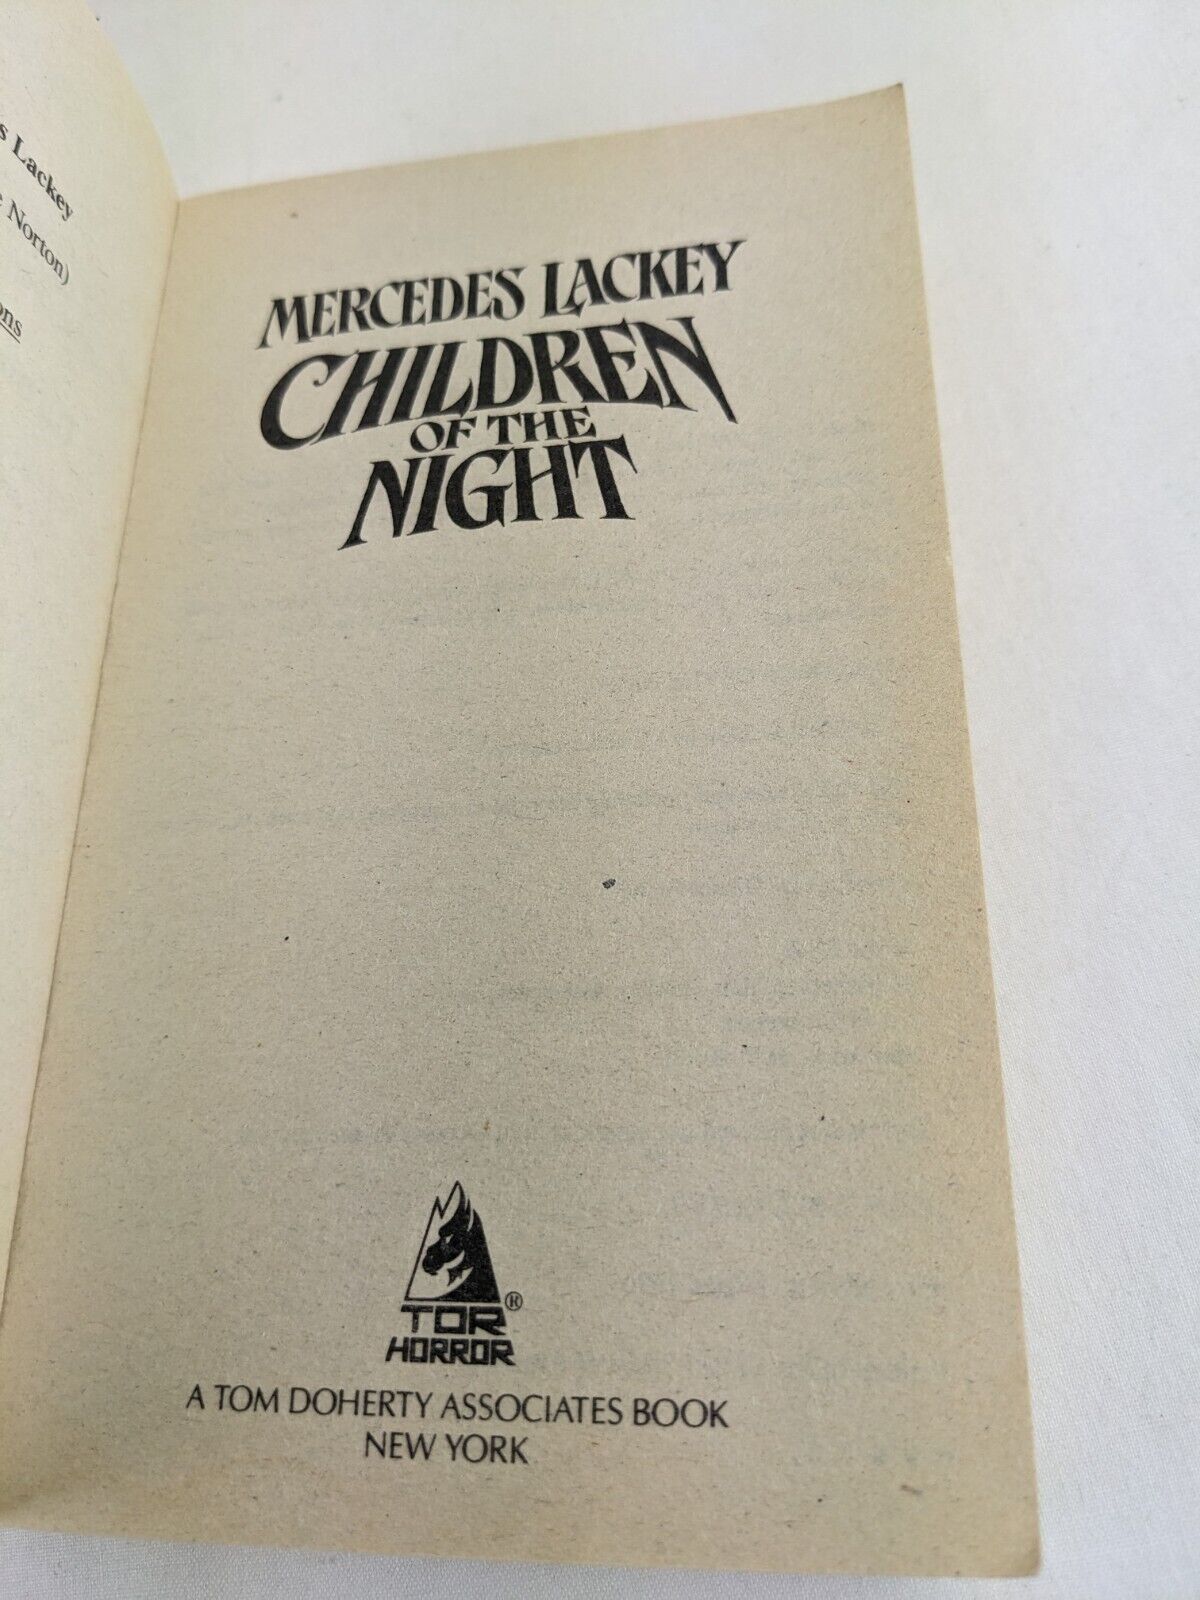 s Lackey
Norton)
ons
MERCEDES LACKEY
CHILDREN
OF THE
NIGHT
TOR®
HORROR
A TOM DOHERTY ASSOCIATES BOOK
NEW YORK